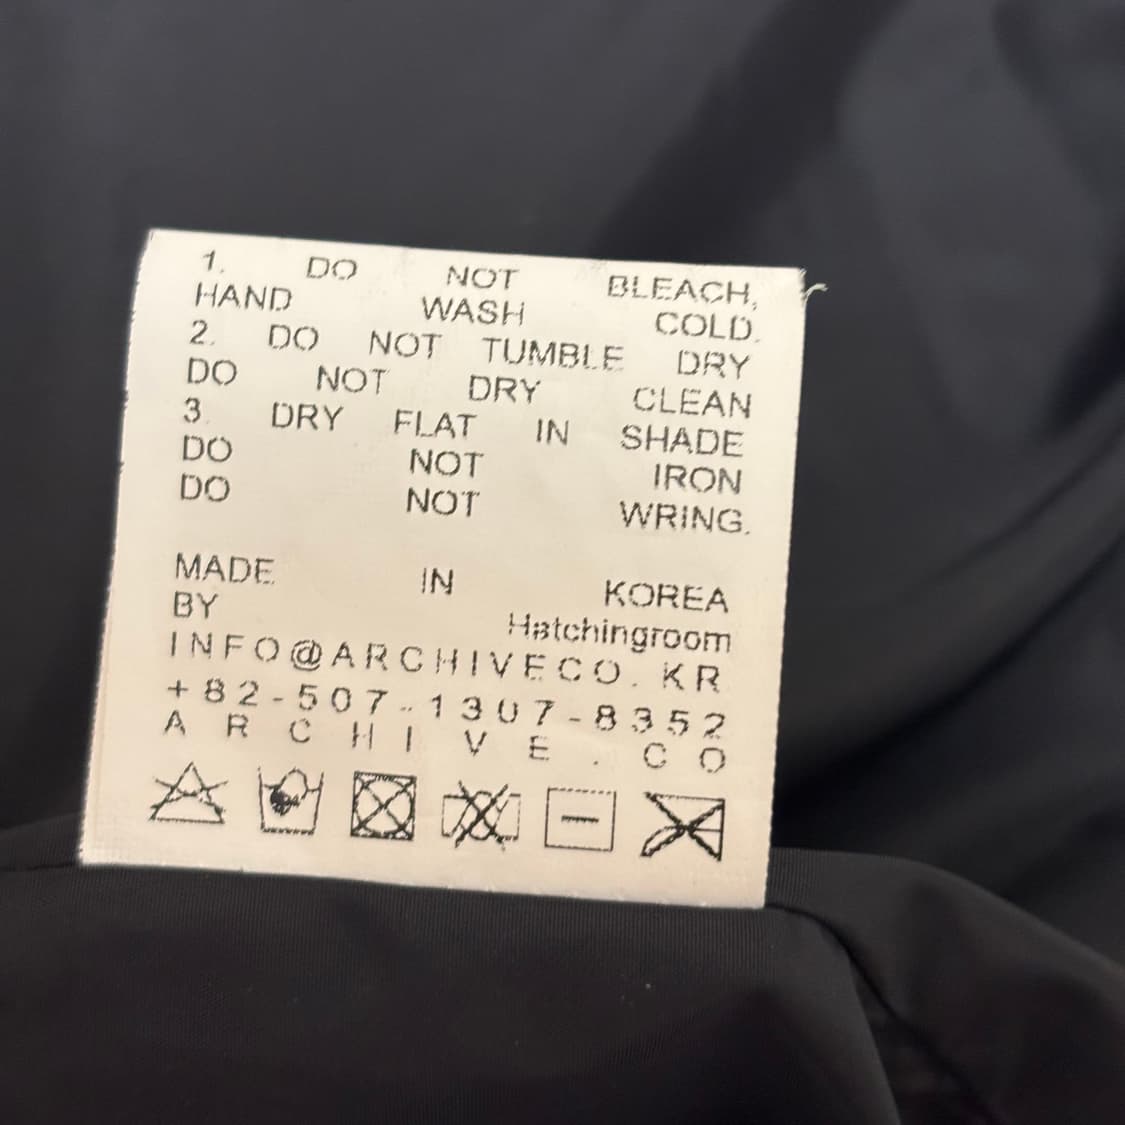 1. DO NOT BLEACH,
HAND WASH COLD.
2. DO NOT TUMBLE DRY
DO NOT DRY CLEAN
3. DRY FLAT IN SHADE
DO NOT IRON
DO NOT WRING.
MADE IN KOREA
BY Hatchingroom
INFO@ARCHIVECO.KR
+82-507-1307-8352
ARCHIVE.CO